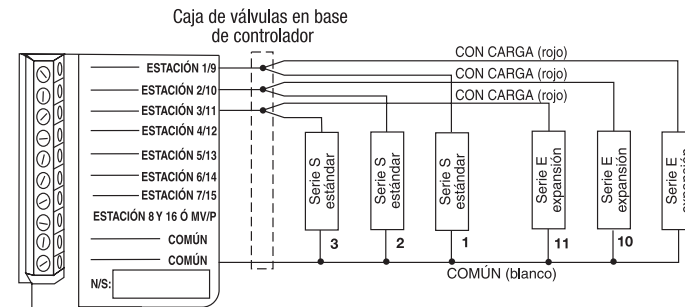 Caja de válvulas en base
de controlador
CON CARGA (rojo)
CON CARGA (rojo)
CON CARGA (rojo)
ESTACIÓN 1/9
ESTACIÓN 2/10
ESTACIÓN 3/11
ESTACIÓN 4/12
ESTACIÓN 5/13
ESTACIÓN 6/14
ESTACIÓN 7/15
ESTACIÓN 8 Y 16 Ó MV/P
COMÚN
COMÚN
N/S:
Serie S
estándar
3
Serie S
estándar
2
Serie S
estándar
1
Serie E
expansión
11
Serie E
expansión
10
Serie E
expansión
COMÚN (blanco)